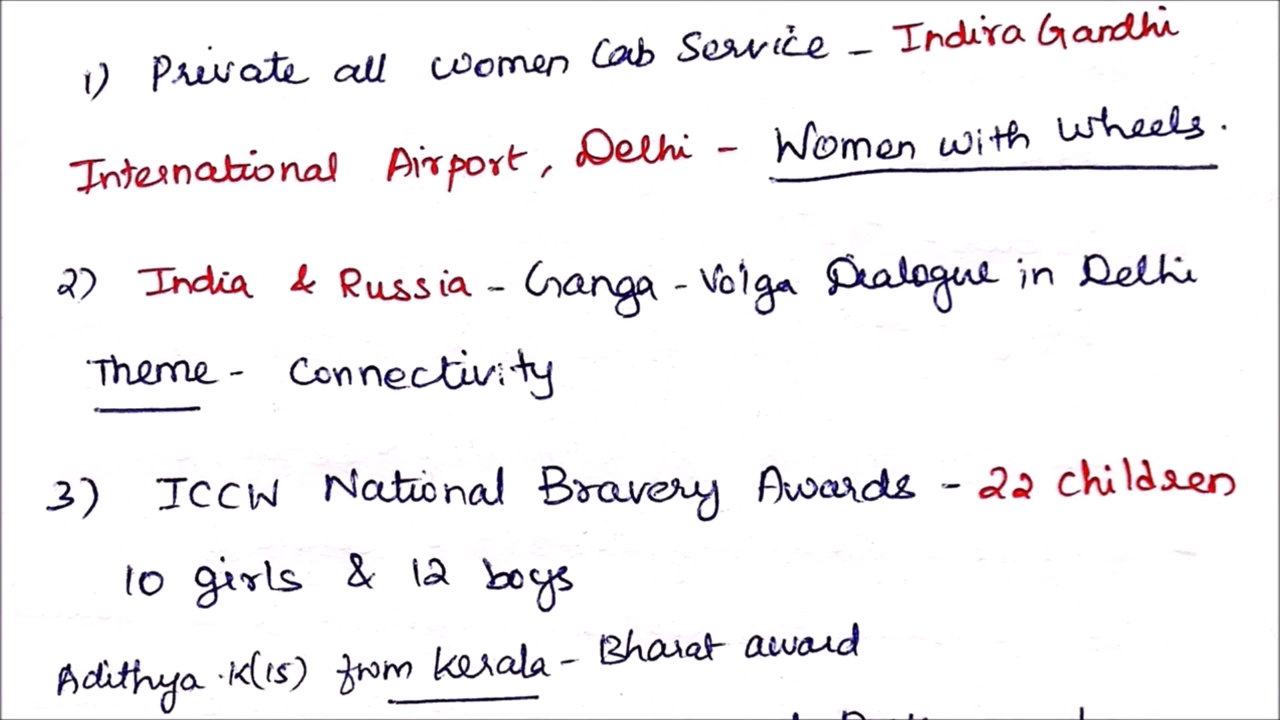 1) Private all women Cab Service - Indira Gandhi
International Airport, Delhi - Women with Wheels.
2) India & Russia - Ganga - Volga Dialogue in Delhi
Theme - Connectivity
3) ICCW National Bravery Awards - 22 children
10 girls & 12 boys
Adithya.K(15) from Kerala - Bharat award